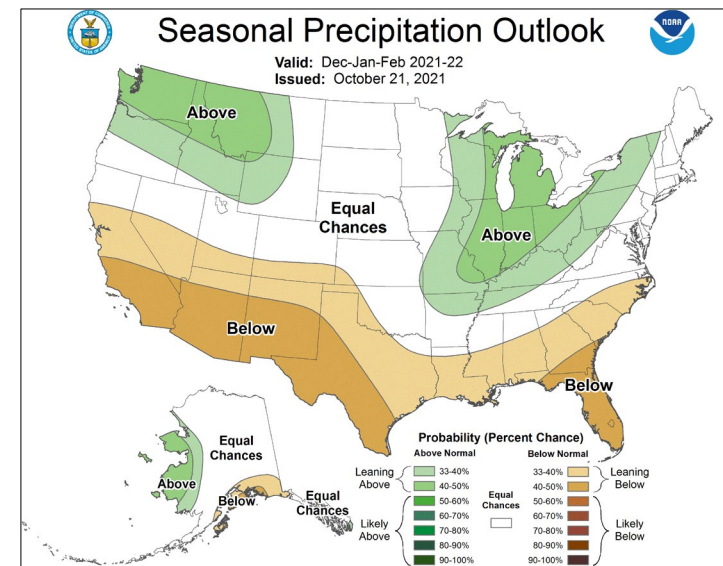 Seasonal Precipitation Outlook
NOAA
Valid: Dec-Jan-Feb 2021-22
Issued: October 21, 2021
Above
Equal
Chances
Above
Below
Below
Equal
Chances
Above
Below
Equal
Chances
Probability (Percent Chance)
Above Normal
Below Normal
Leaning
Above
33-40%
40-50%
50-60%
60-70%
70-80%
80-90%
90-100%
Likely
Above
Equal
Chances
33-40%
40-50%
50-60%
60-70%
70-80%
80-90%
90-100%
Leaning
Below
Likely
Below